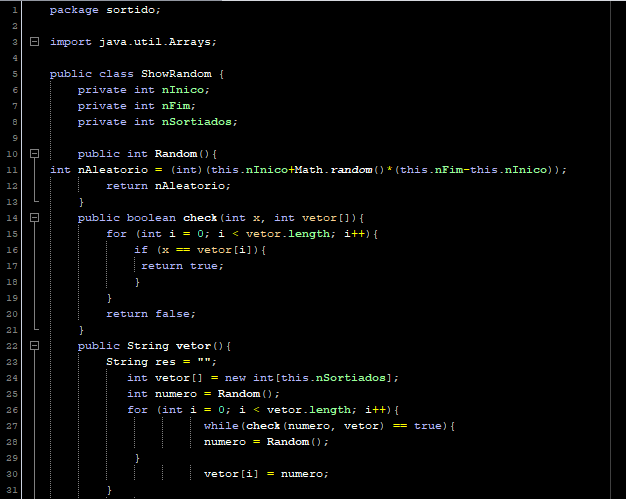 1 package sortido;
2
3 import java.util.Arrays;
4
5 public class ShowRandom {
6 private int nInico;
7 private int nFim;
8 private int nSortiados;
9
10 public int Random(){
11 int nAleatorio = (int)(this.nInico+Math.random()*(this.nFim-this.nInico));
12 return nAleatorio;
13 }
14 public boolean check(int x, int vetor[]){
15 for (int i = 0; i < vetor.length; i++){
16 if (x == vetor[i]){
17 return true;
18 }
19 }
20 return false;
21 }
22 public String vetor(){
23 String res = "";
24 int vetor[] = new int[this.nSortiados];
25 int numero = Random();
26 for (int i = 0; i < vetor.length; i++){
27 while(check(numero, vetor) == true){
28 numero = Random();
29 }
30 vetor[i] = numero;
31 }